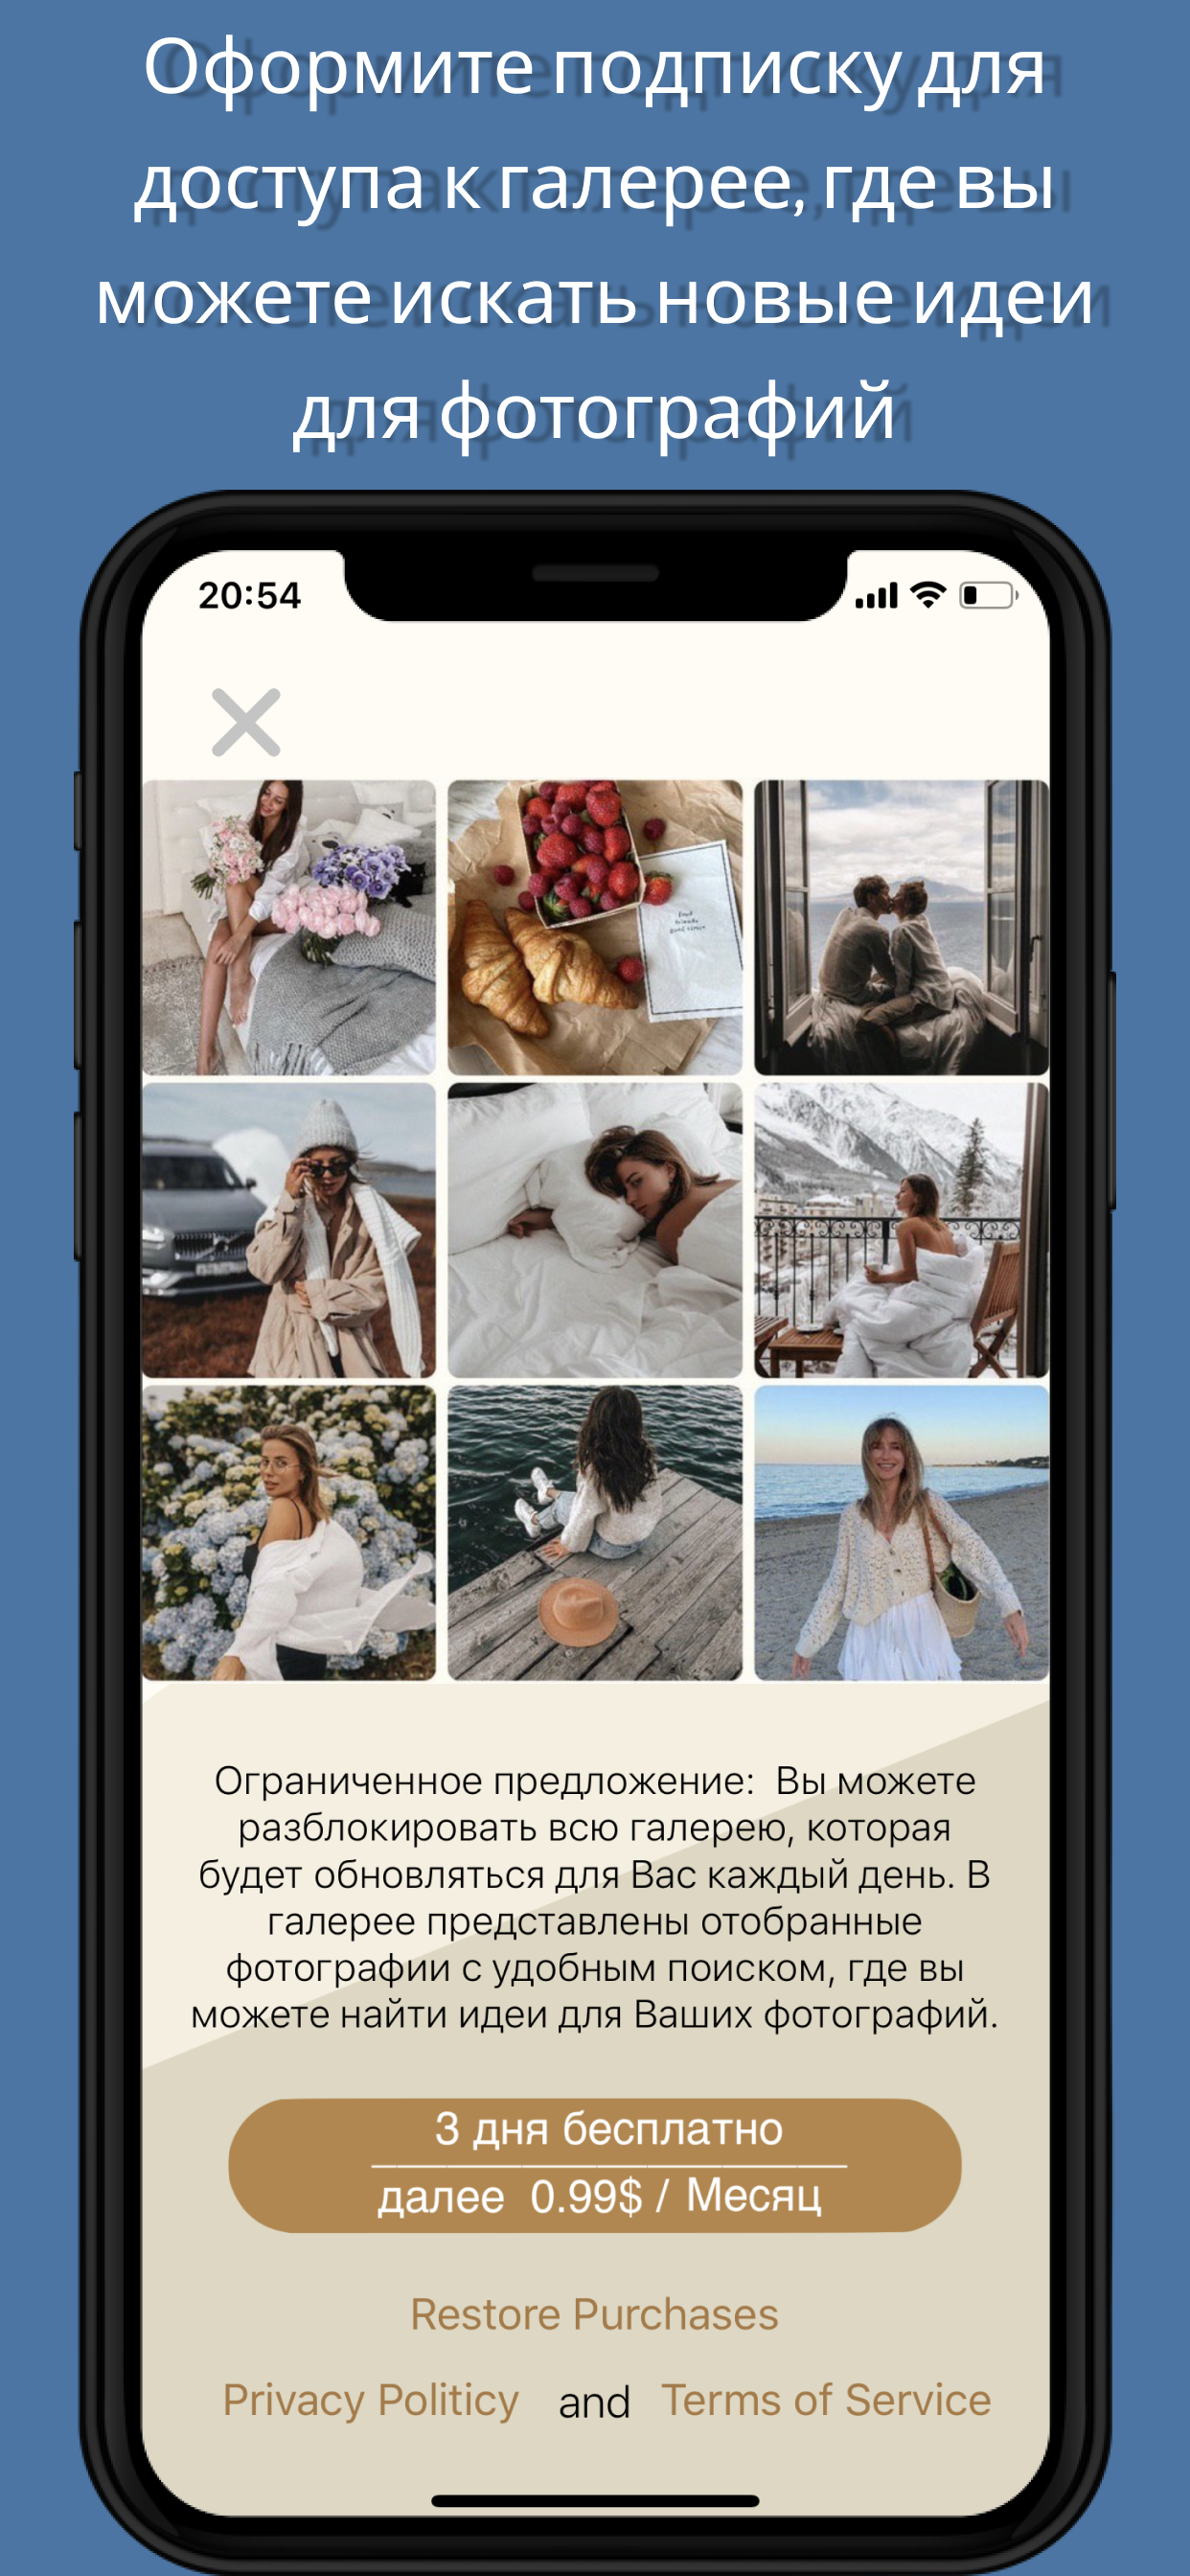 Оформите подписку для
доступа к галерее, где вы
можете искать новые идеи
для фотографий
20:54
Ограниченное предложение:  Вы можете
разблокировать всю галерею, которая
будет обновляться для Вас каждый день. В
галерее представлены отобранные
фотографии с удобным поиском, где вы
можете найти идеи для Ваших фотографий.
3 дня бесплатно
далее  0.99$ / Месяц
Restore Purchases
Privacy Politicy and Terms of Service